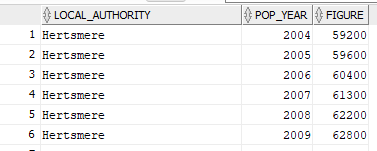 LOCAL_AUTHORITY POP_YEAR FIGURE
1 Hertsmere 2004 59200
2 Hertsmere 2005 59600
3 Hertsmere 2006 60400
4 Hertsmere 2007 61300
5 Hertsmere 2008 62200
6 Hertsmere 2009 62800